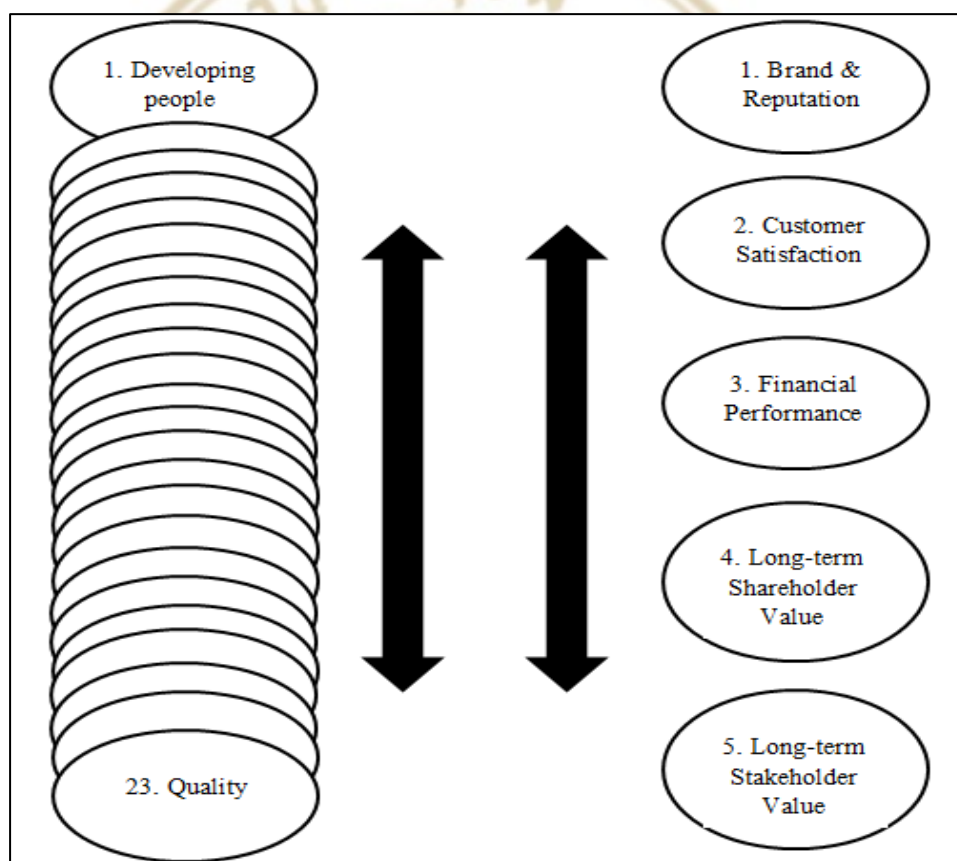 1. Developing
people
23. Quality
1. Brand &
Reputation
2. Customer
Satisfaction
3. Financial
Performance
4. Long-term
Shareholder
Value
5. Long-term
Stakeholder
Value